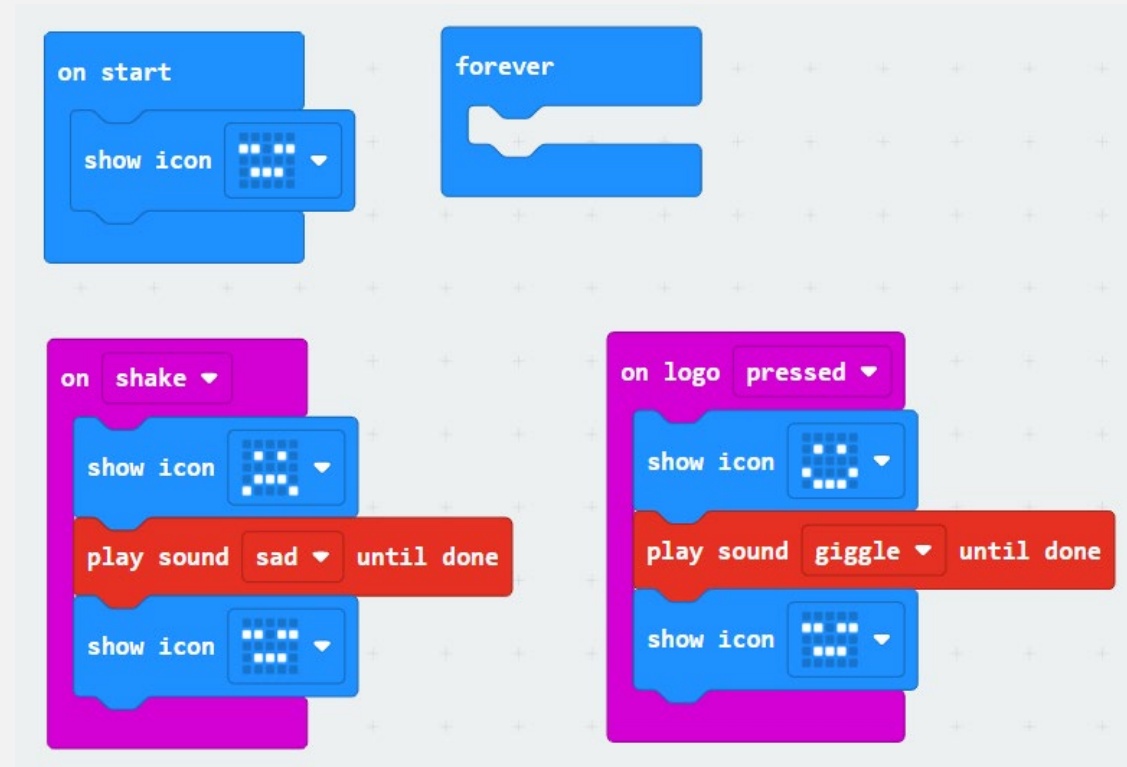 on start
show icon
forever
on shake
show icon
play sound sad until done
show icon
on logo pressed
show icon
play sound giggle until done
show icon